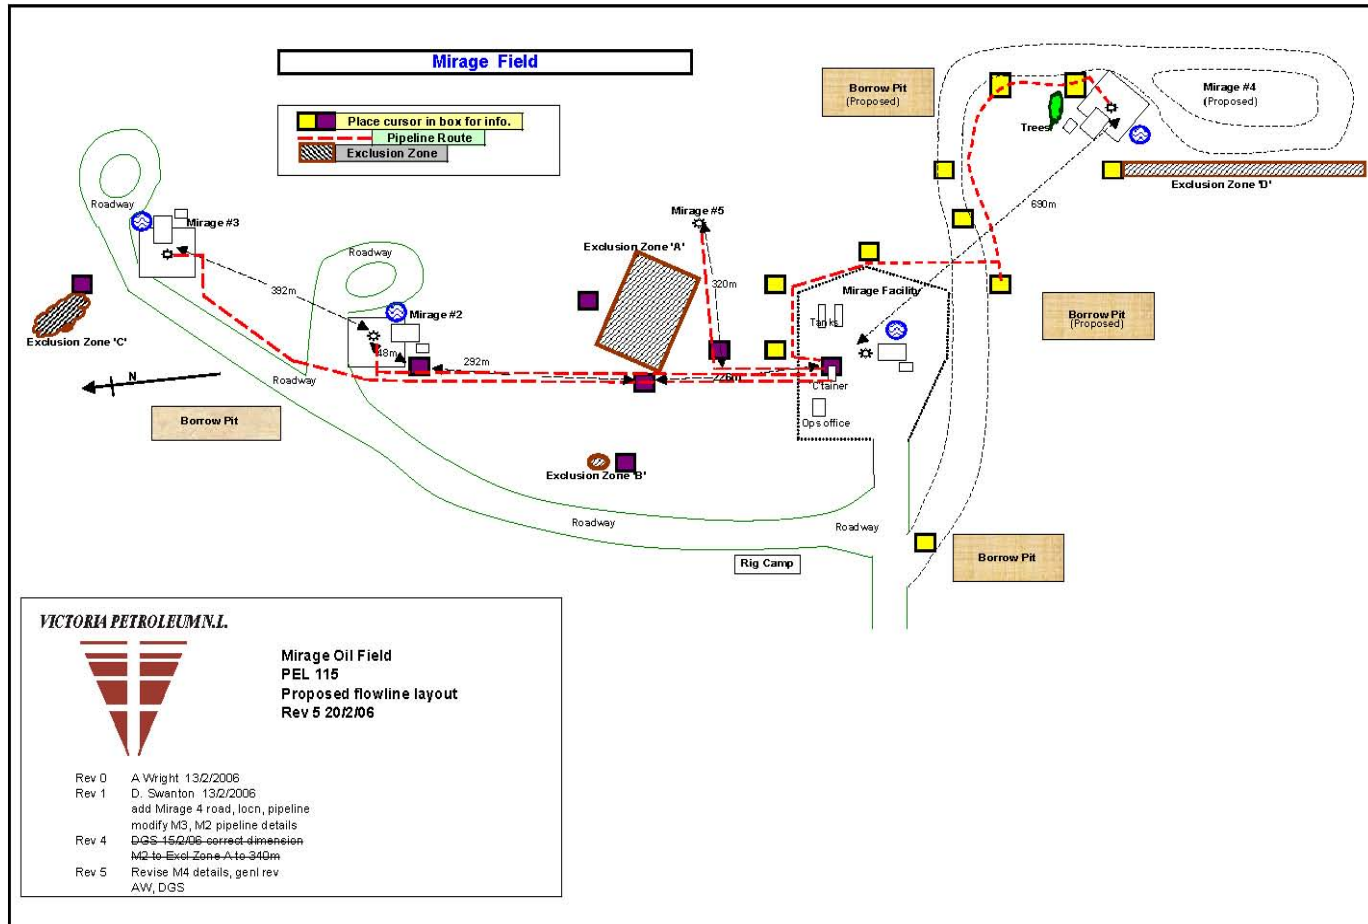 Mirage Field
Place cursor in box for info.
Pipeline Route
Exclusion Zone
Borrow Pit
(Proposed)
Mirage #4
(Proposed)
Trees
Exclusion Zone 'D'
690m
Roadway
Mirage #3
Mirage #5
Roadway
Exclusion Zone 'A'
392m
320m
Mirage Facility
Mirage #2
Tanks
Borrow Pit
(Proposed)
Exclusion Zone 'C'
48m
292m
226m
C'tainer
N
Roadway
Borrow Pit
Ops office
Exclusion Zone 'B'
Roadway
Roadway
Rig Camp
Borrow Pit
VICTORIA PETROLEUM N.L.
Mirage Oil Field
PEL 115
Proposed flowline layout
Rev 5 20/2/06
Rev 0 A Wright 13/2/2006
Rev 1 D. Swanton 13/2/2006
add Mirage 4 road, locn, pipeline
modify M3, M2 pipeline details
Rev 4 DGS 15/2/06 correct dimension
M2 to Excl Zone A to 340m
Rev 5 Revise M4 details, genl rev
AW, DGS